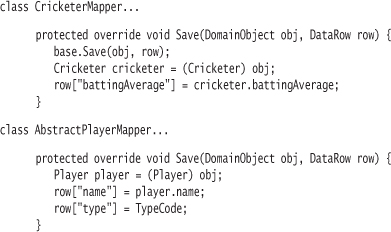 class CricketerMapper...
protected override void Save(DomainObject obj, DataRow row) {
base.Save(obj, row);
Cricketer cricketer = (Cricketer) obj;
row["battingAverage"] = cricketer.battingAverage;
}
class AbstractPlayerMapper...
protected override void Save(DomainObject obj, DataRow row) {
Player player = (Player) obj;
row["name"] = player.name;
row["type"] = TypeCode;
}